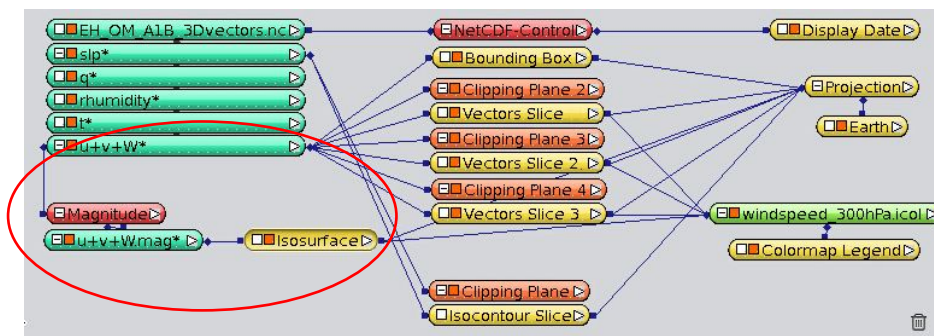 EH_OM_A1B_3Dvectors.nc
NetCDF-Control
Display Date
slp*
Bounding Box
q*
Clipping Plane 2
Projection
rhumidity*
Vectors Slice
t*
Clipping Plane 3
Earth
u+v+W*
Vectors Slice 2
Clipping Plane 4
Magnitude
Vectors Slice 3
windspeed_300hPa.icol
u+v+W.mag*
Isosurface
Colormap Legend
Clipping Plane
Isocontour Slice